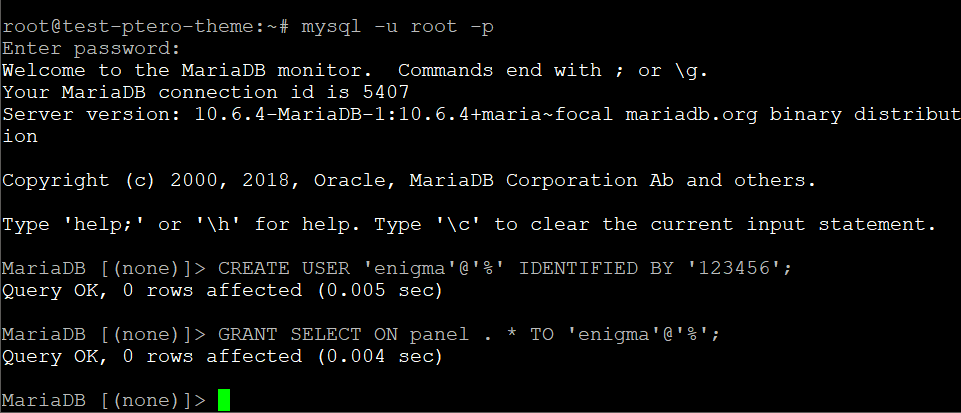 root@test-ptero-theme:~# mysql -u root -p
Enter password:
Welcome to the MariaDB monitor.  Commands end with ; or \g.
Your MariaDB connection id is 5407
Server version: 10.6.4-MariaDB-1:10.6.4+maria~focal mariadb.org binary distribut
ion
Copyright (c) 2000, 2018, Oracle, MariaDB Corporation Ab and others.
Type 'help;' or '\h' for help. Type '\c' to clear the current input statement.
MariaDB [(none)]> CREATE USER 'enigma'@'%' IDENTIFIED BY '123456';
Query OK, 0 rows affected (0.005 sec)
MariaDB [(none)]> GRANT SELECT ON panel . * TO 'enigma'@'%';
Query OK, 0 rows affected (0.004 sec)
MariaDB [(none)]>